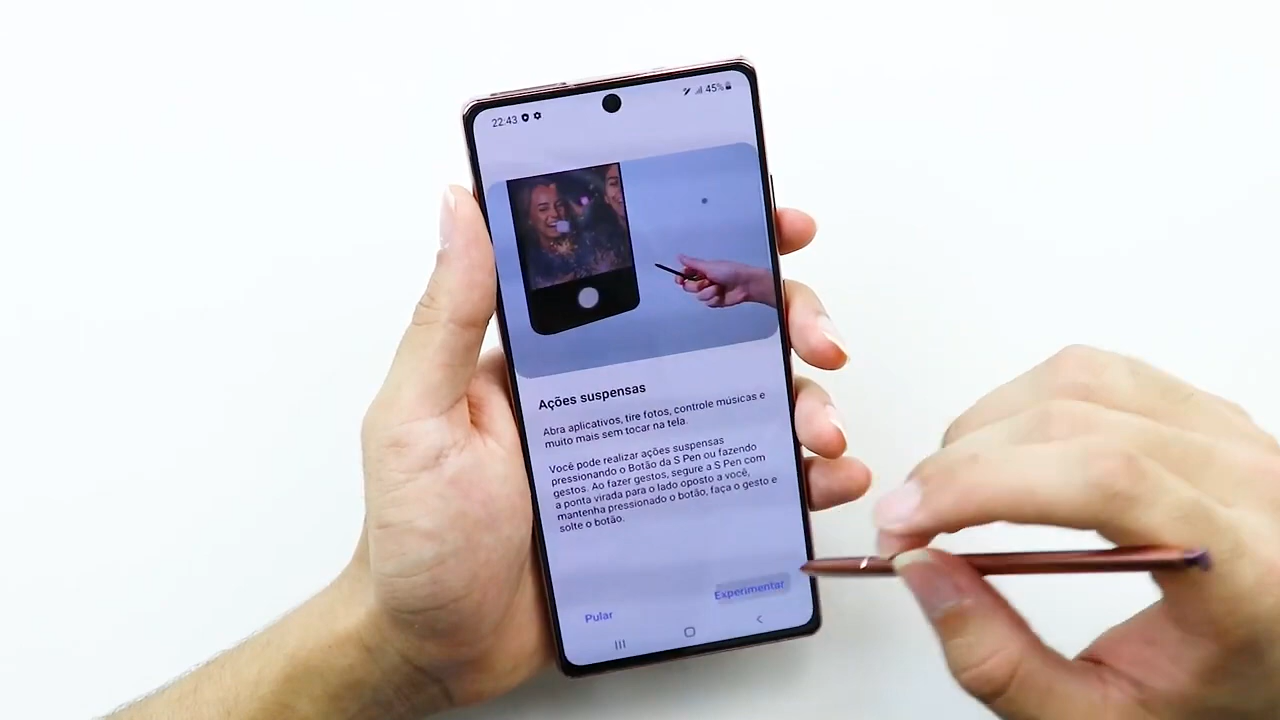 22:43
45%
Ações suspensas
Abra aplicativos, tire fotos, controle músicas e
muito mais sem tocar na tela.
Você pode realizar ações suspensas
pressionando o Botão da S Pen ou fazendo
gestos. Ao fazer gestos, segure a S Pen com
a ponta virada para o lado oposto a você,
mantenha pressionado o botão, faça o gesto e
solte o botão.
Pular
Experimentar